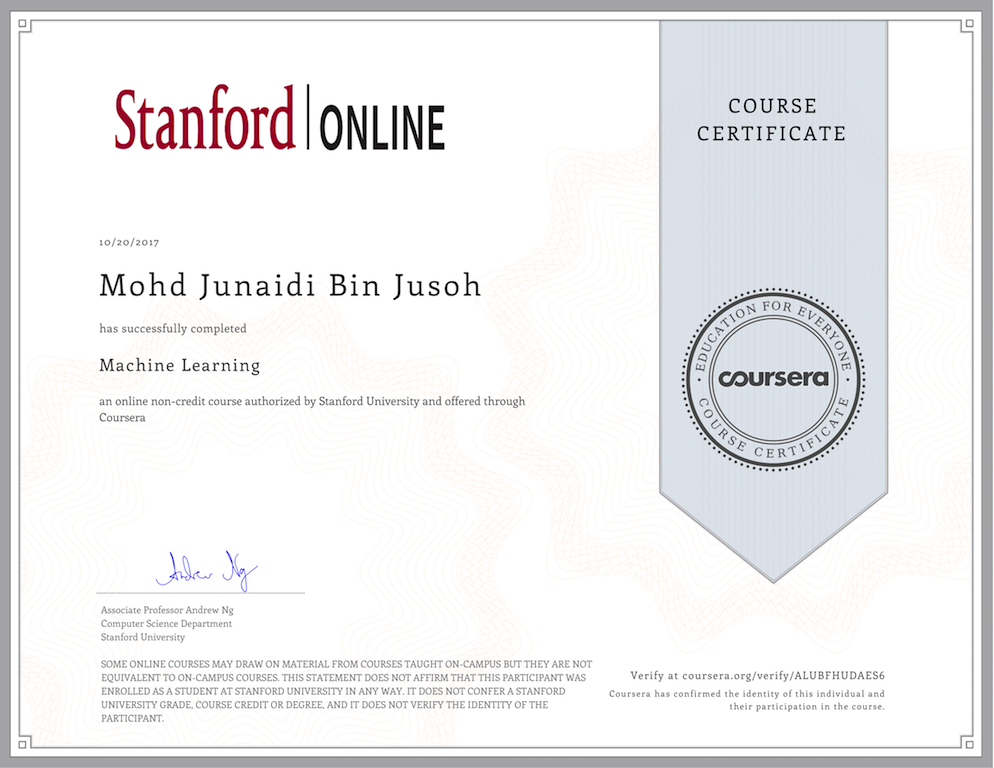 Stanford | ONLINE
COURSE
CERTIFICATE
10/20/2017
Mohd Junaidi Bin Jusoh
has successfully completed
Machine Learning
an online non-credit course authorized by Stanford University and offered through
Coursera
EDUCATION FOR EVERYONE
coursera
COURSE CERTIFICATE
Andrew Ng
Associate Professor Andrew Ng
Computer Science Department
Stanford University
SOME ONLINE COURSES MAY DRAW ON MATERIAL FROM COURSES TAUGHT ON-CAMPUS BUT THEY ARE NOT
EQUIVALENT TO ON-CAMPUS COURSES. THIS STATEMENT DOES NOT AFFIRM THAT THIS PARTICIPANT WAS
ENROLLED AS A STUDENT AT STANFORD UNIVERSITY IN ANY WAY. IT DOES NOT CONFER A STANFORD
UNIVERSITY GRADE, COURSE CREDIT OR DEGREE, AND IT DOES NOT VERIFY THE IDENTITY OF THE
PARTICIPANT.
Verify at coursera.org/verify/ALUBFHUDAES6
Coursera has confirmed the identity of this individual and
their participation in the course.